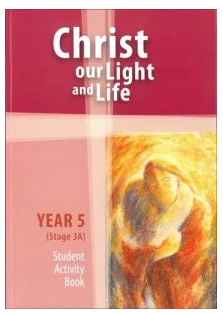 Christ
our Light
and Life
YEAR 5
(Stage 3A)
Student
Activity
Book